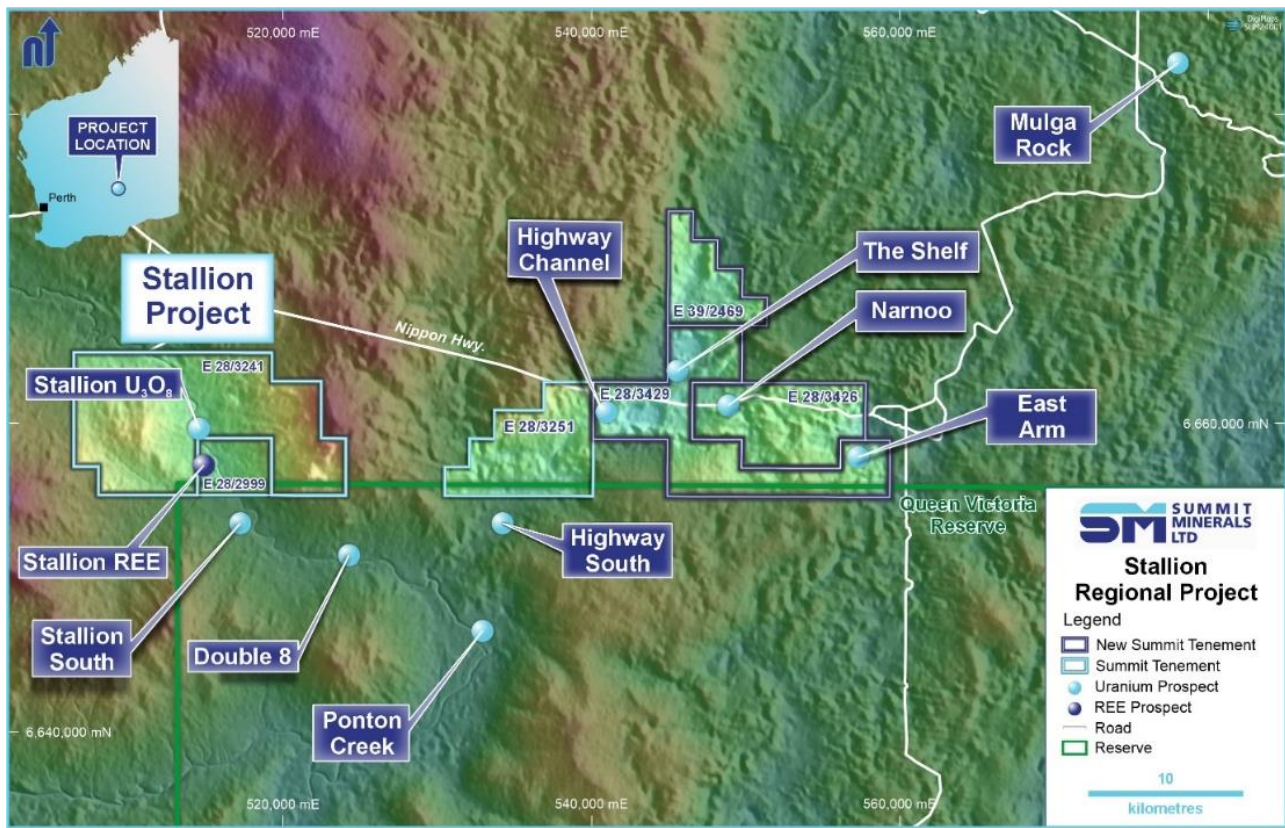 520,000 mE
540,000 mE
560,000 mE
DigiMaps
PROJECT
LOCATION
Perth
Mulga
Rock
Highway
Channel
The Shelf
Stallion
Project
E 39/2469
Narnoo
Nippon Hwy.
E 28/3241
Stallion U₃O₈
E 28/3429
E 28/3426
East
Arm
E 28/3251
6,660,000 mN
E 28/2999
Queen Victoria
Reserve
Stallion REE
Highway
South
SM SUMMIT
MINERALS
LTD
Stallion
South
Double 8
Stallion
Regional Project
Legend
New Summit Tenement
Summit Tenement
Uranium Prospect
REE Prospect
Road
Reserve
Ponton
Creek
6,640,000 mN
10
kilometres
520,000 mE
540,000 mE
560,000 mE